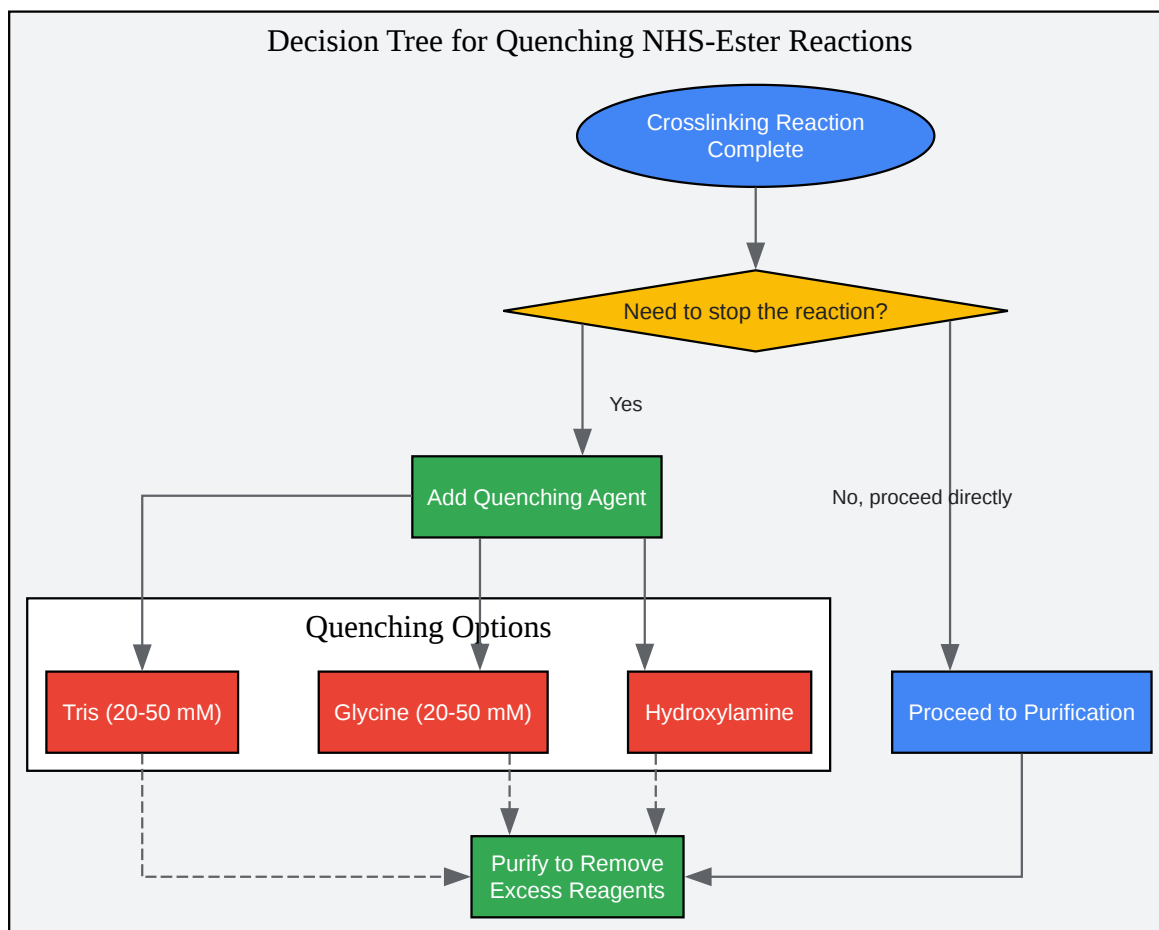 Decision Tree for Quenching NHS-Ester Reactions
Crosslinking Reaction
Complete
Need to stop the reaction?
Yes
Add Quenching Agent
No, proceed directly
Quenching Options
Tris (20-50 mM)
Glycine (20-50 mM)
Hydroxylamine
Proceed to Purification
Purify to Remove
Excess Reagents